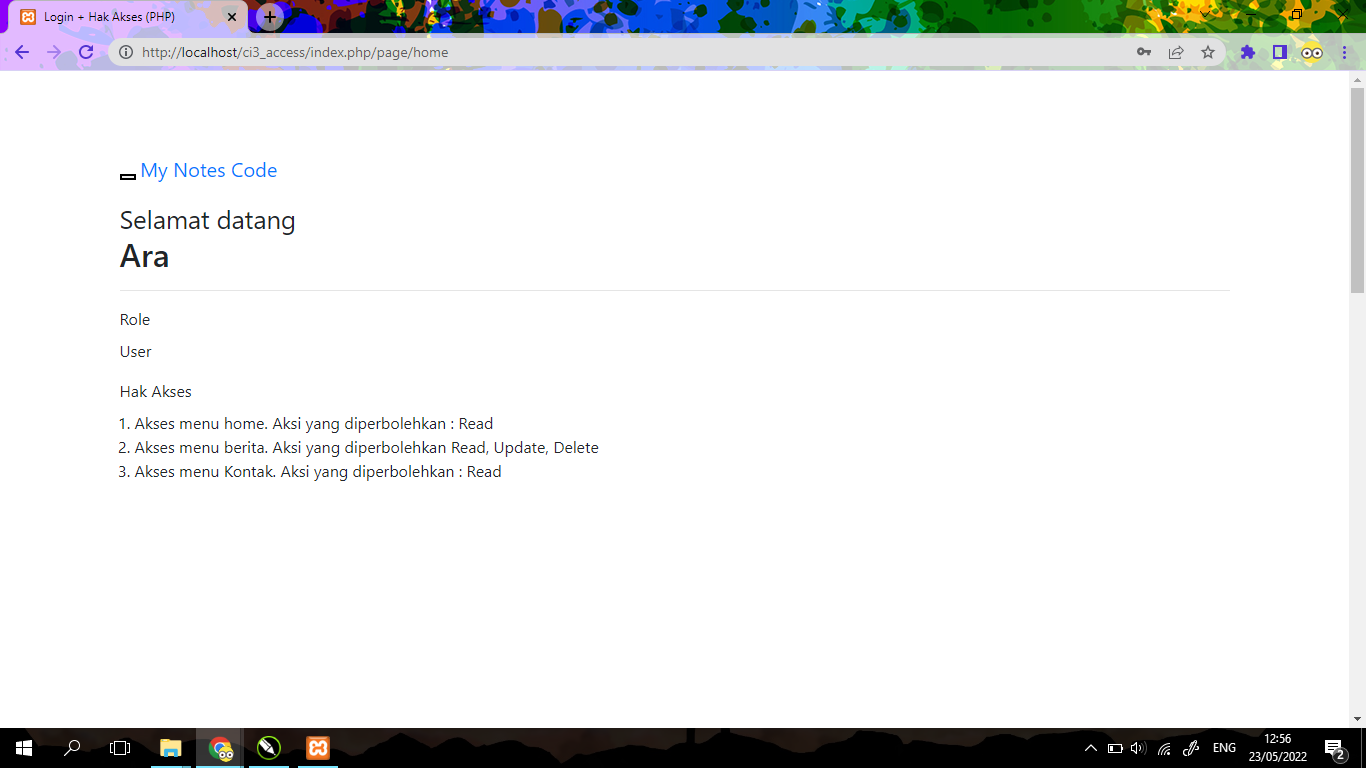 Login + Hak Akses (PHP)
http://localhost/ci3_access/index.php/page/home
My Notes Code
Selamat datang
Ara
Role
User
Hak Akses
1. Akses menu home. Aksi yang diperbolehkan : Read
2. Akses menu berita. Aksi yang diperbolehkan Read, Update, Delete
3. Akses menu Kontak. Aksi yang diperbolehkan : Read
ENG
12:56
23/05/2022
2